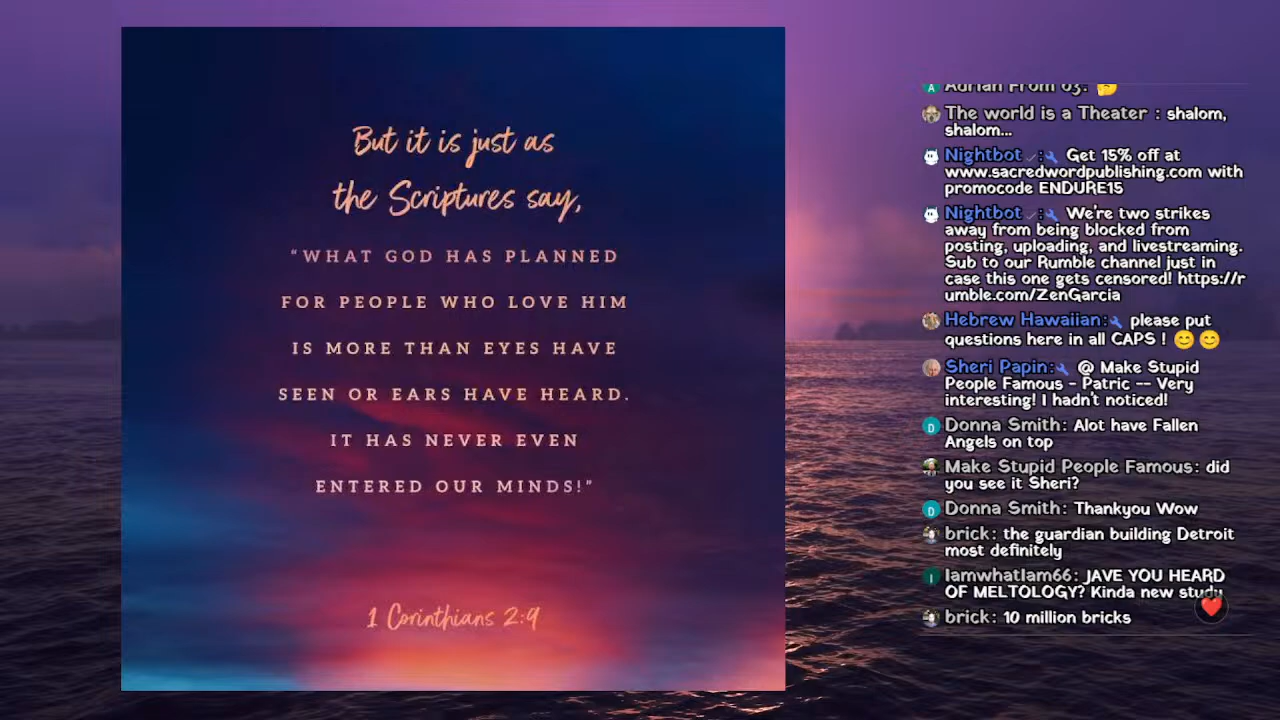 But it is just as
the Scriptures say,
"WHAT GOD HAS PLANNED
FOR PEOPLE WHO LOVE HIM
IS MORE THAN EYES HAVE
SEEN OR EARS HAVE HEARD.
IT HAS NEVER EVEN
ENTERED OUR MINDS!"
1 Corinthians 2:9
A Adrian From 03: 🤔
The world is a Theater : shalom,
shalom...
Nightbot ✓:🔧 Get 15% off at
www.sacredwordpublishing.com with
promocode ENDURE15
Nightbot ✓:🔧 We're two strikes
away from being blocked from
posting, uploading, and livestreaming.
Sub to our Rumble channel just in
case this one gets censored! https://r
umble.com/ZenGarcia
Hebrew Hawaiian:🔧 please put
questions here in all CAPS ! 😊😊
Sheri Papin:🔧 @ Make Stupid
People Famous - Patric -- Very
interesting! I hadn't noticed!
D Donna Smith: Alot have Fallen
Angels on top
Make Stupid People Famous: did
you see it Sheri?
D Donna Smith: Thankyou Wow
brick: the guardian building Detroit
most definitely
I IamwhatIam66: JAVE YOU HEARD
OF MELTOLOGY? Kinda new study
brick: 10 million bricks